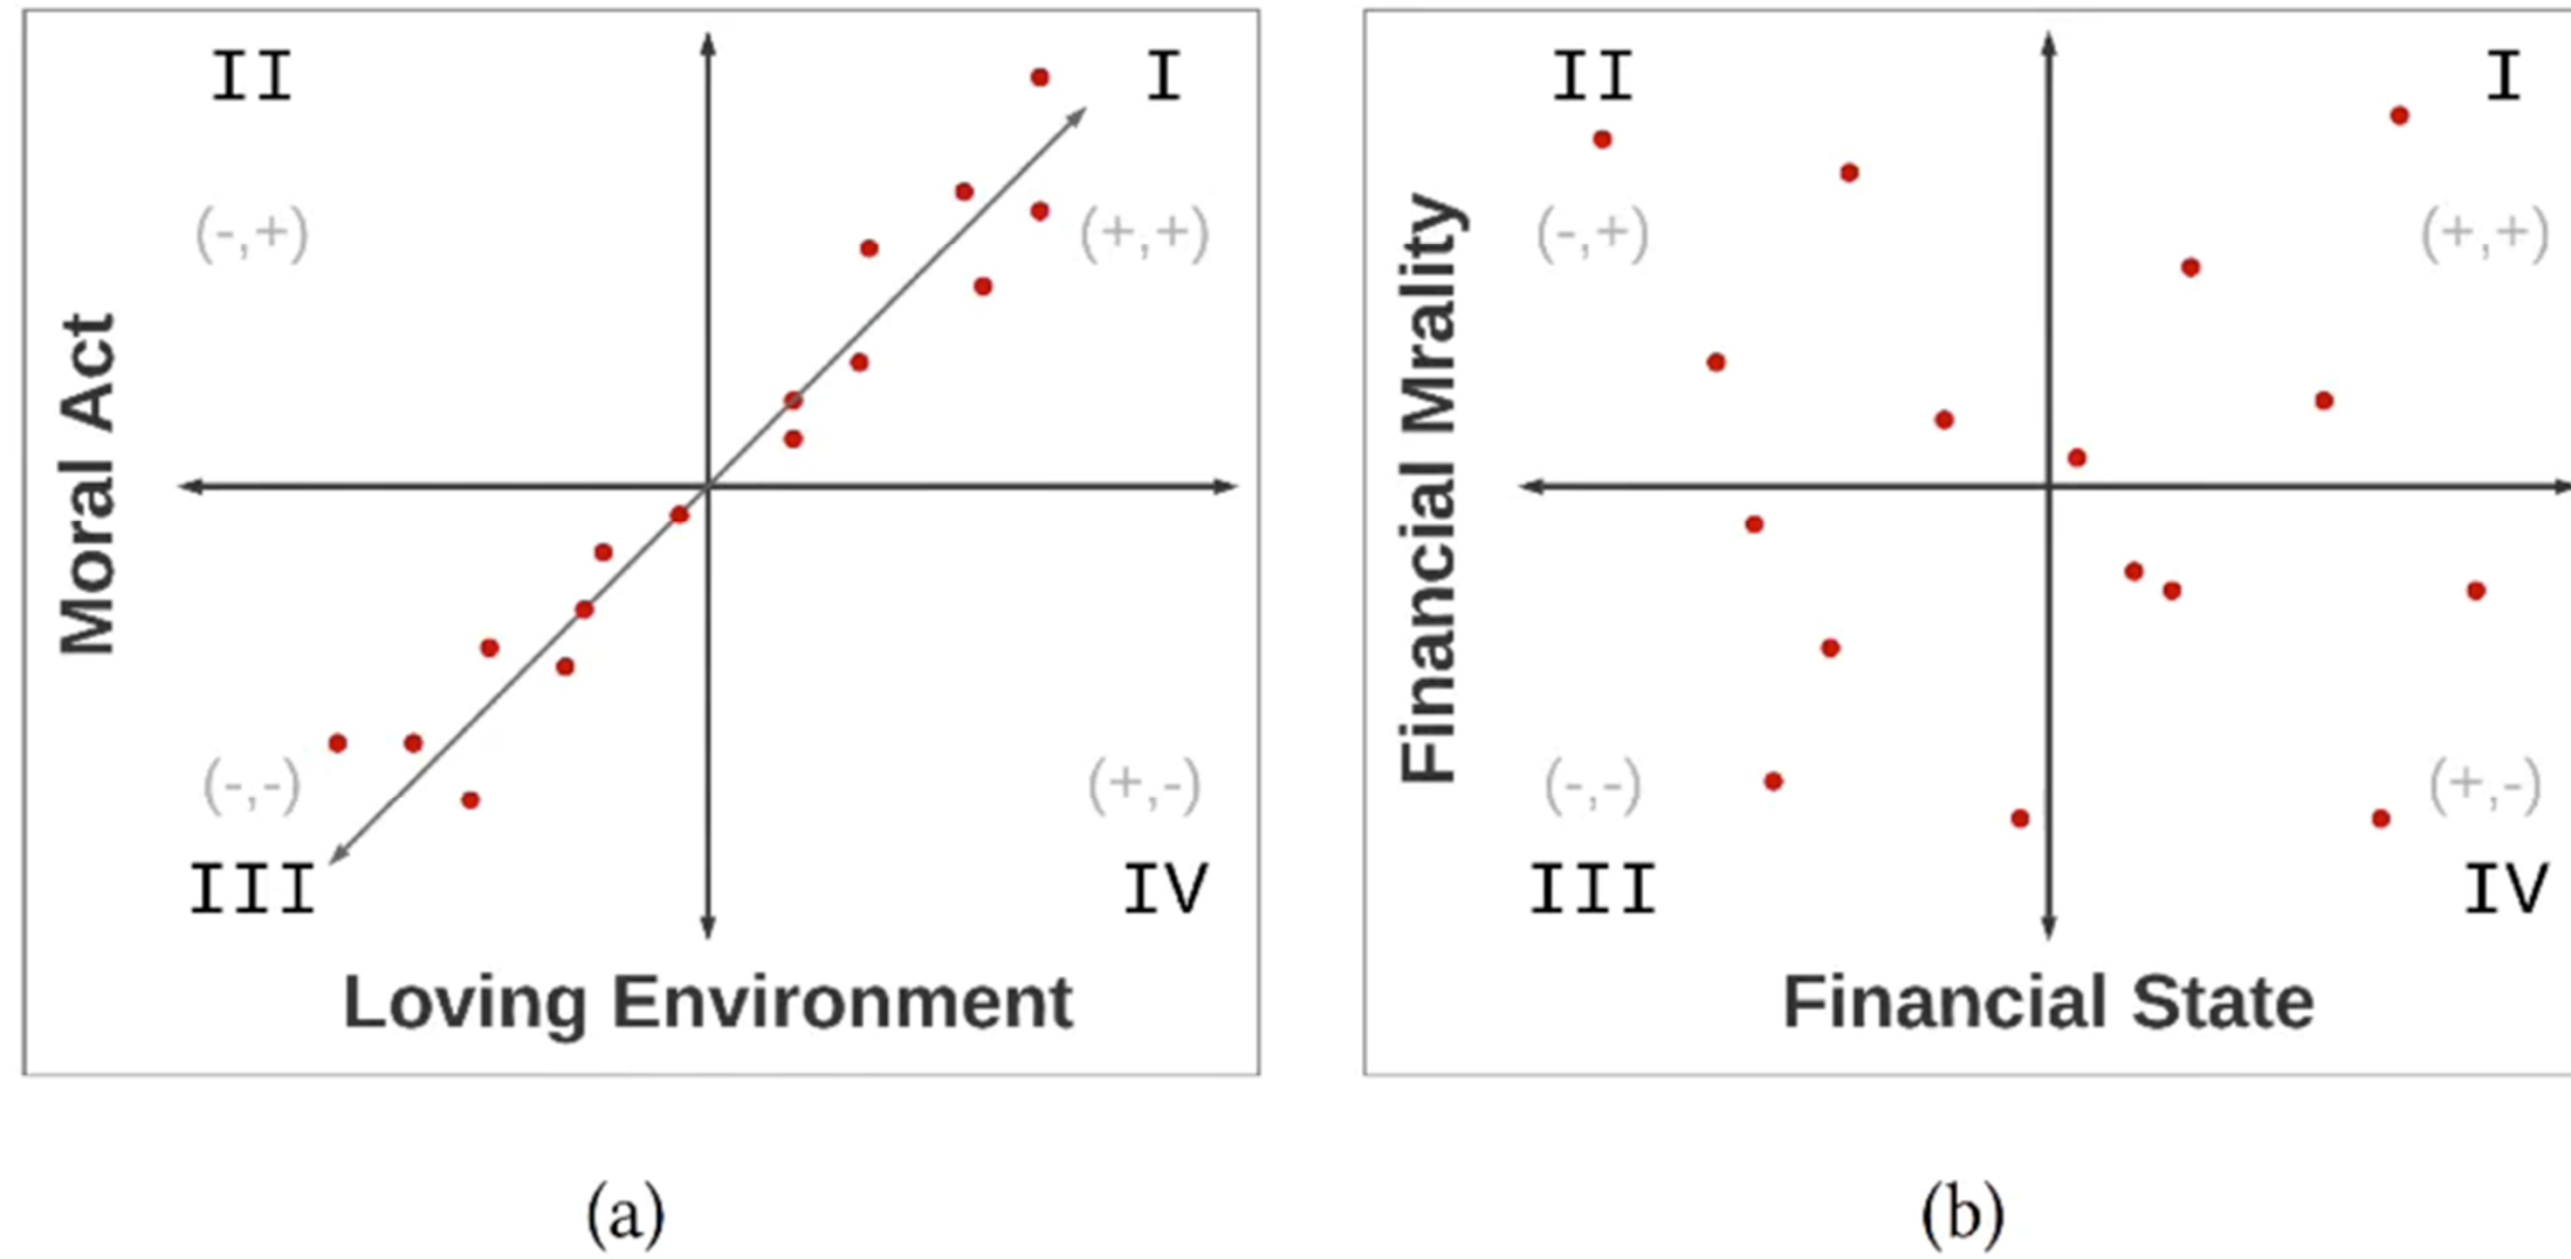 II
I
(-,+)
(+,+)
Moral Act
(-,-)
(+,-)
III
IV
Loving Environment
(a)
II
I
(-,+)
(+,+)
Financial Mrality
(-,-)
(+,-)
III
IV
Financial State
(b)